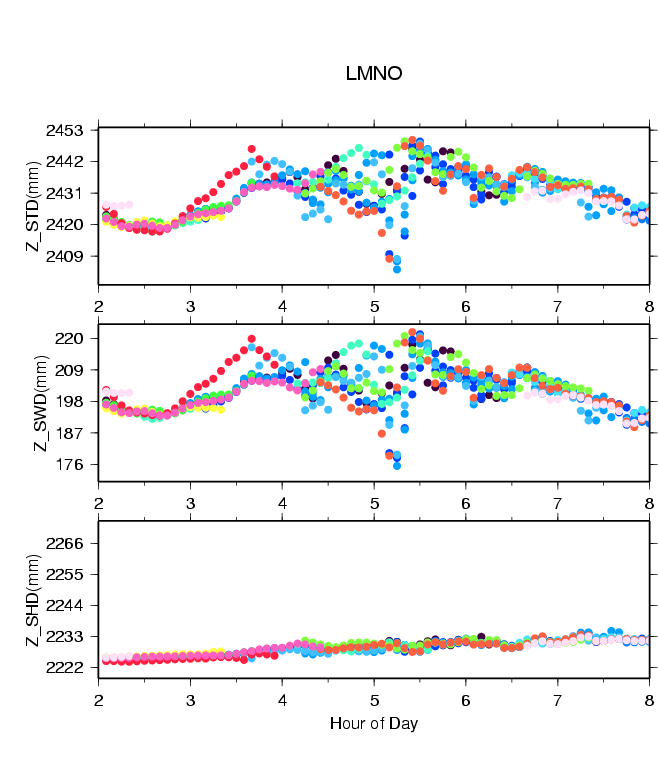 LMNO
2453
2442
2431
2420
2409
Z_STD(mm)
2 3 4 5 6 7 8
220
209
198
187
176
Z_SWD(mm)
2 3 4 5 6 7 8
2266
2255
2244
2233
2222
Z_SHD(mm)
2 3 4 5 6 7 8
Hour of Day